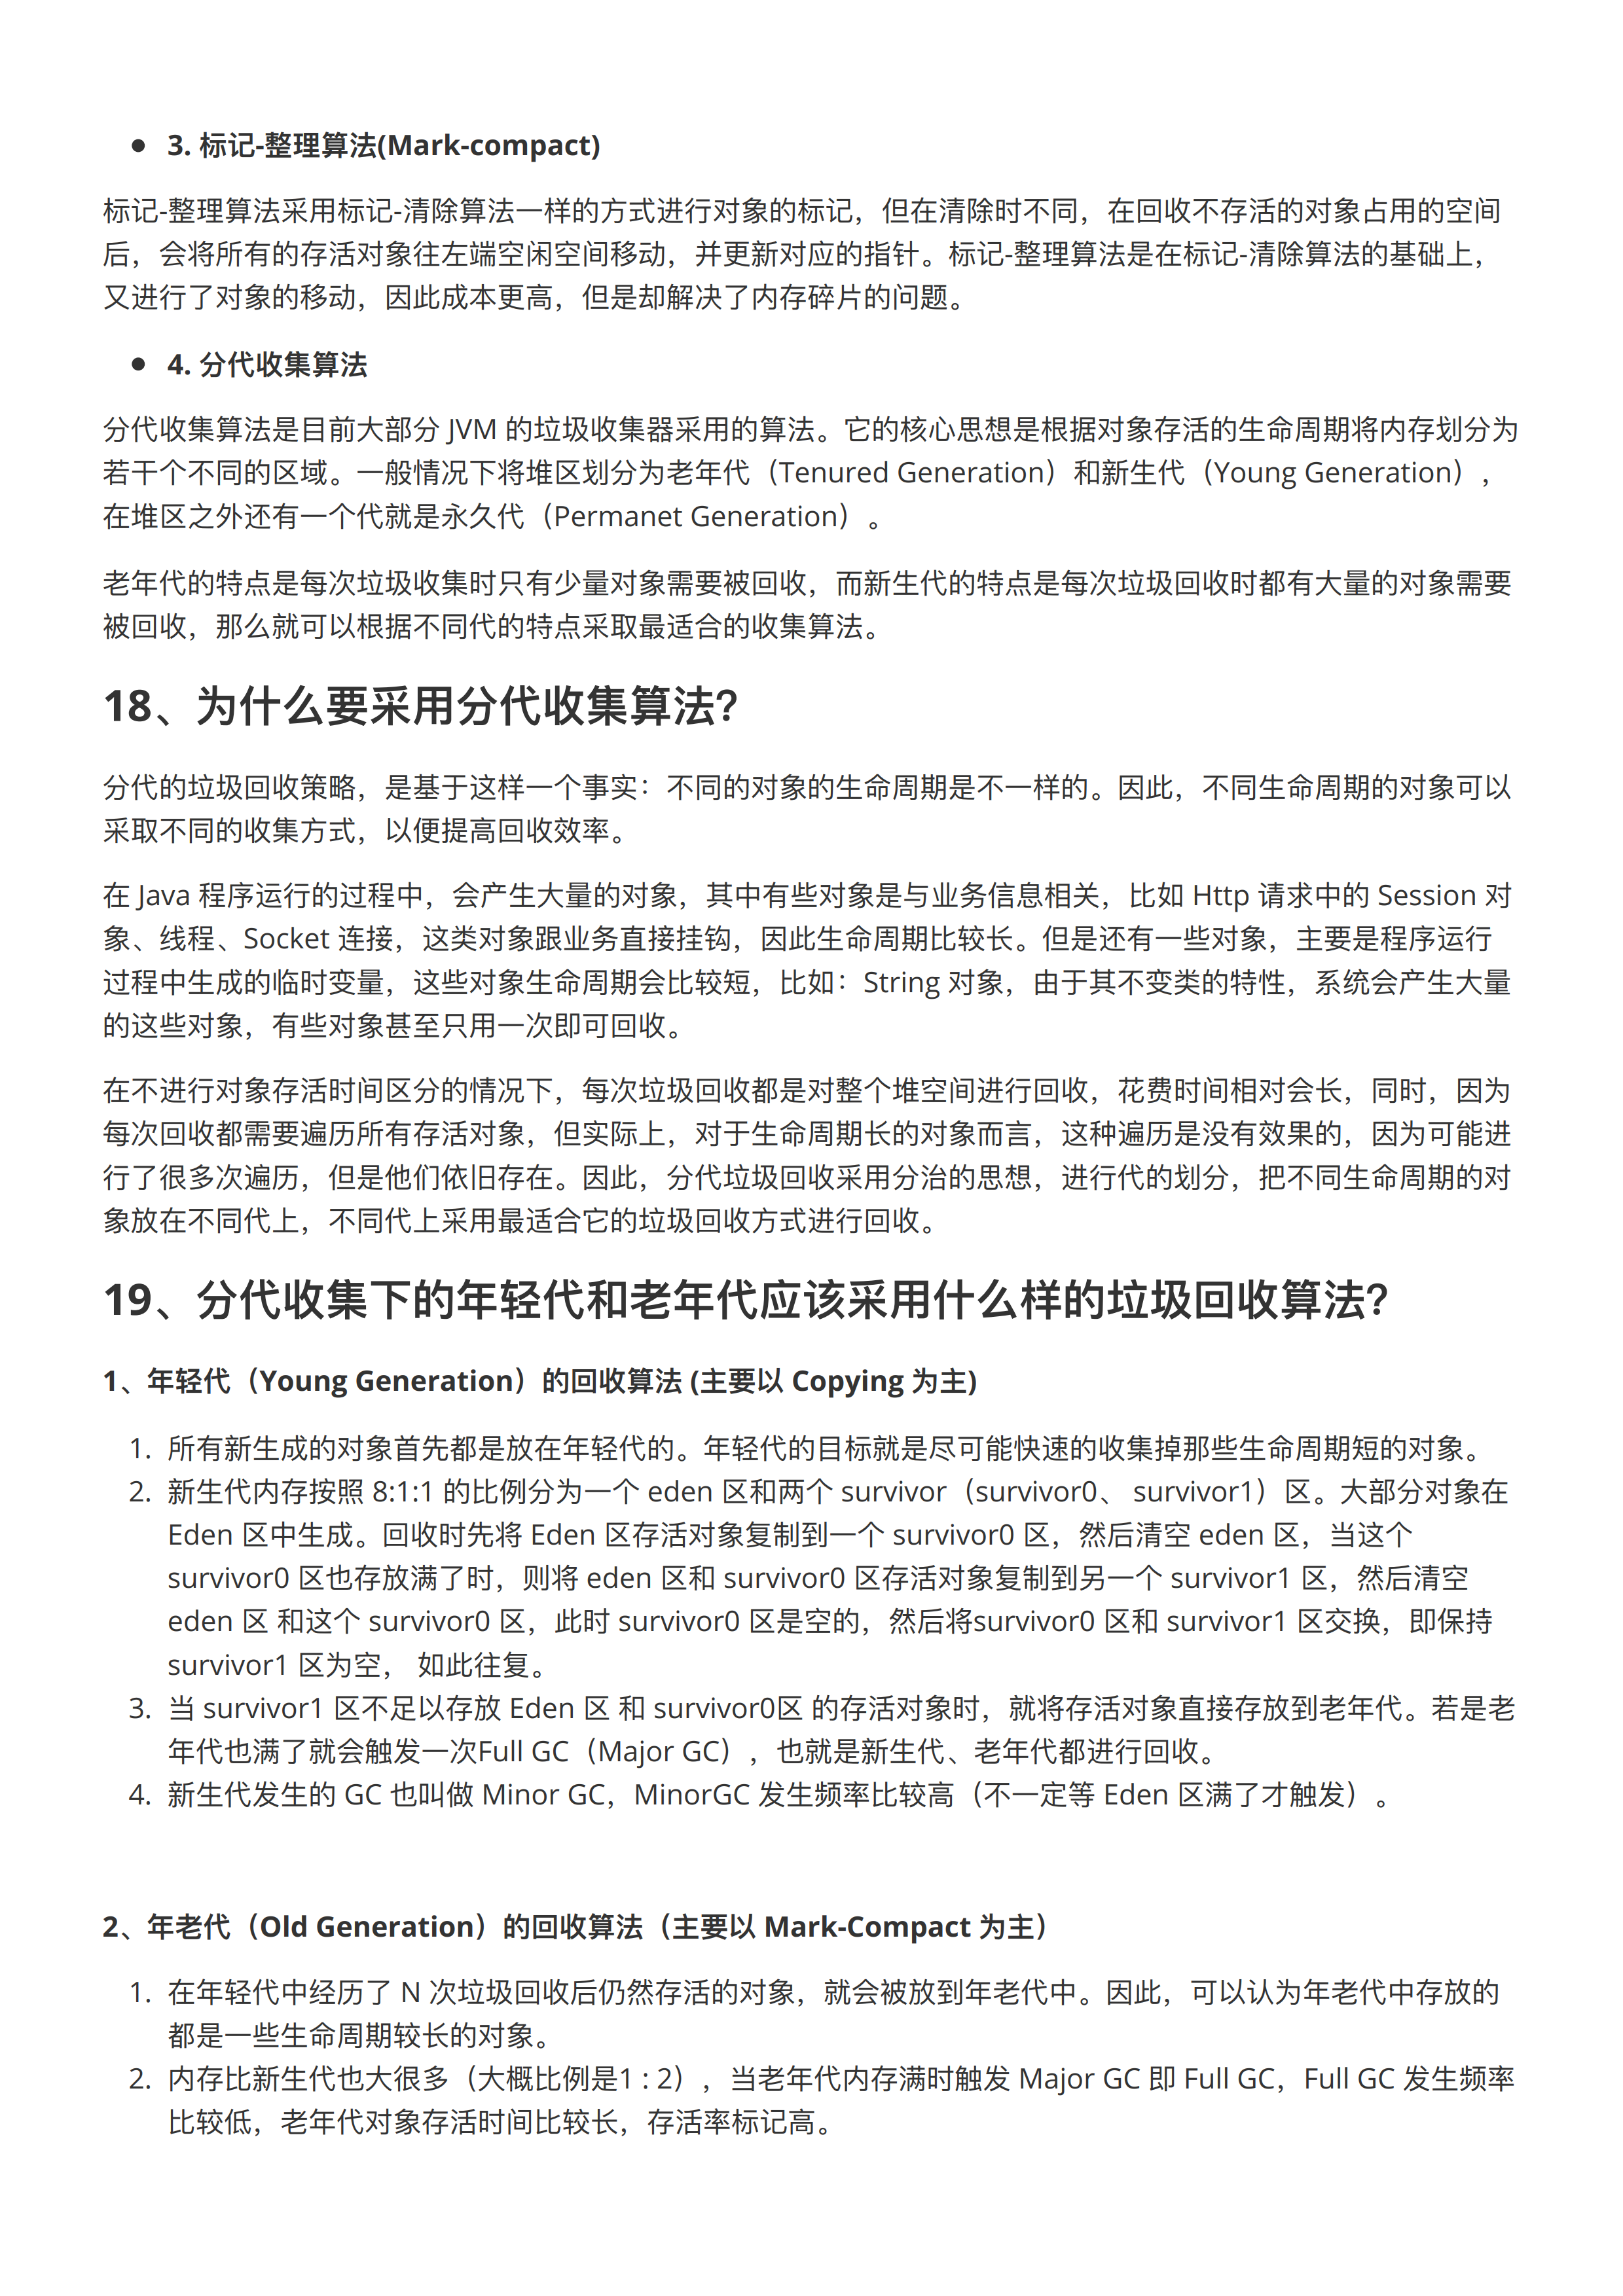 • 3. 标记-整理算法(Mark-compact)
标记-整理算法采用标记-清除算法一样的方式进行对象的标记，但在清除时不同，在回收不存活的对象占用的空间
后，会将所有的存活对象往左端空闲空间移动，并更新对应的指针。标记-整理算法是在标记-清除算法的基础上，
又进行了对象的移动，因此成本更高，但是却解决了内存碎片的问题。
• 4. 分代收集算法
分代收集算法是目前大部分 JVM 的垃圾收集器采用的算法。它的核心思想是根据对象存活的生命周期将内存划分为
若干个不同的区域。一般情况下将堆区划分为老年代（Tenured Generation）和新生代（Young Generation），
在堆区之外还有一个代就是永久代（Permanet Generation）。
老年代的特点是每次垃圾收集时只有少量对象需要被回收，而新生代的特点是每次垃圾回收时都有大量的对象需要
被回收，那么就可以根据不同代的特点采取最适合的收集算法。
18、为什么要采用分代收集算法？
分代的垃圾回收策略，是基于这样一个事实：不同的对象的生命周期是不一样的。因此，不同生命周期的对象可以
采取不同的收集方式，以便提高回收效率。
在 Java 程序运行的过程中，会产生大量的对象，其中有些对象是与业务信息相关，比如 Http 请求中的 Session 对
象、线程、Socket 连接，这类对象跟业务直接挂钩，因此生命周期比较长。但是还有一些对象，主要是程序运行
过程中生成的临时变量，这些对象生命周期会比较短，比如：String 对象，由于其不变类的特性，系统会产生大量
的这些对象，有些对象甚至只用一次即可回收。
在不进行对象存活时间区分的情况下，每次垃圾回收都是对整个堆空间进行回收，花费时间相对会长，同时，因为
每次回收都需要遍历所有存活对象，但实际上，对于生命周期长的对象而言，这种遍历是没有效果的，因为可能进
行了很多次遍历，但是他们依旧存在。因此，分代垃圾回收采用分治的思想，进行代的划分，把不同生命周期的对
象放在不同代上，不同代上采用最适合它的垃圾回收方式进行回收。
19、分代收集下的年轻代和老年代应该采用什么样的垃圾回收算法？
1、年轻代（Young Generation）的回收算法 (主要以 Copying 为主)
1. 所有新生成的对象首先都是放在年轻代的。年轻代的目标就是尽可能快速的收集掉那些生命周期短的对象。
2. 新生代内存按照 8:1:1 的比例分为一个 eden 区和两个 survivor（survivor0、 survivor1）区。大部分对象在
Eden 区中生成。回收时先将 Eden 区存活对象复制到一个 survivor0 区，然后清空 eden 区，当这个
survivor0 区也存放满了时，则将 eden 区和 survivor0 区存活对象复制到另一个 survivor1 区，然后清空
eden 区 和这个 survivor0 区，此时 survivor0 区是空的，然后将survivor0 区和 survivor1 区交换，即保持
survivor1 区为空， 如此往复。
3. 当 survivor1 区不足以存放 Eden 区 和 survivor0区 的存活对象时，就将存活对象直接存放到老年代。若是老
年代也满了就会触发一次Full GC（Major GC），也就是新生代、老年代都进行回收。
4. 新生代发生的 GC 也叫做 Minor GC，MinorGC 发生频率比较高（不一定等 Eden 区满了才触发）。
2、年老代（Old Generation）的回收算法（主要以 Mark-Compact 为主）
1. 在年轻代中经历了 N 次垃圾回收后仍然存活的对象，就会被放到年老代中。因此，可以认为年老代中存放的
都是一些生命周期较长的对象。
2. 内存比新生代也大很多（大概比例是1 : 2），当老年代内存满时触发 Major GC 即 Full GC，Full GC 发生频率
比较低，老年代对象存活时间比较长，存活率标记高。